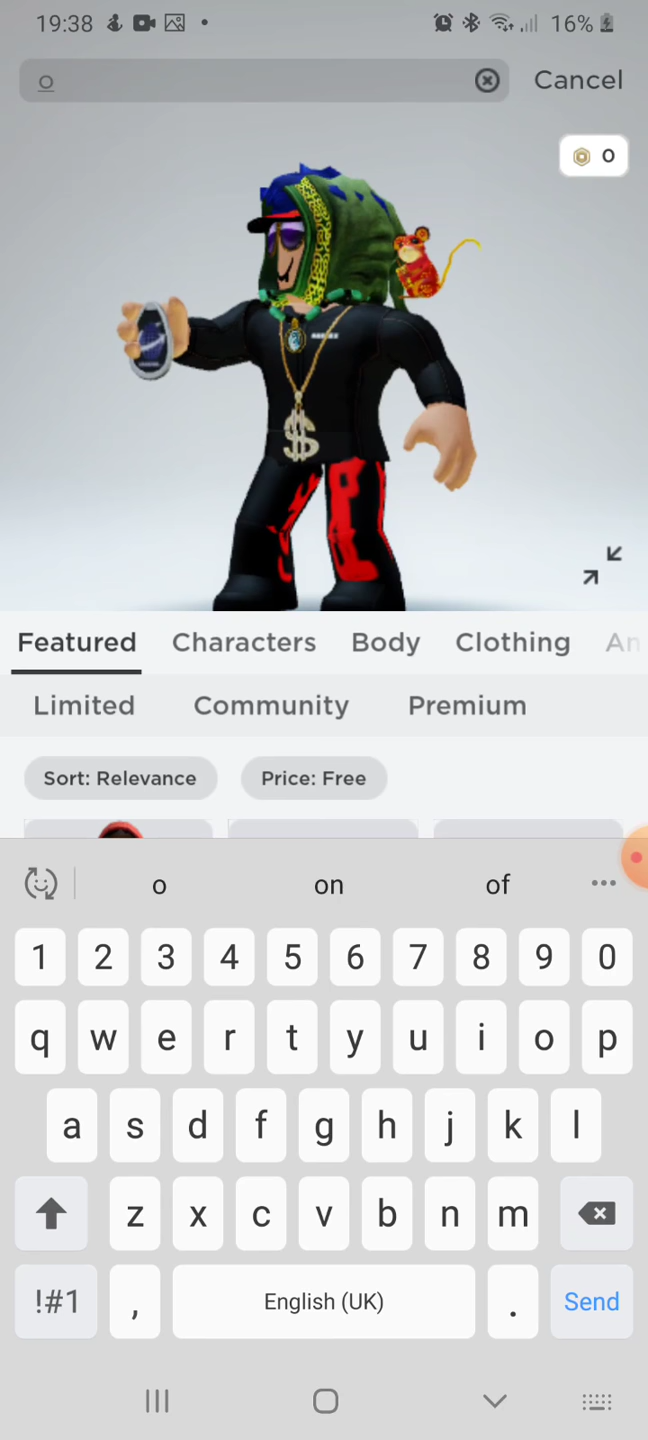 19:38 16%
o Cancel
0
$
Featured Characters Body Clothing An
Limited Community Premium
Sort: Relevance Price: Free
o on of
1 2 3 4 5 6 7 8 9 0
q w e r t y u i o p
a s d f g h j k l
z x c v b n m
!#1 , English (UK) . Send